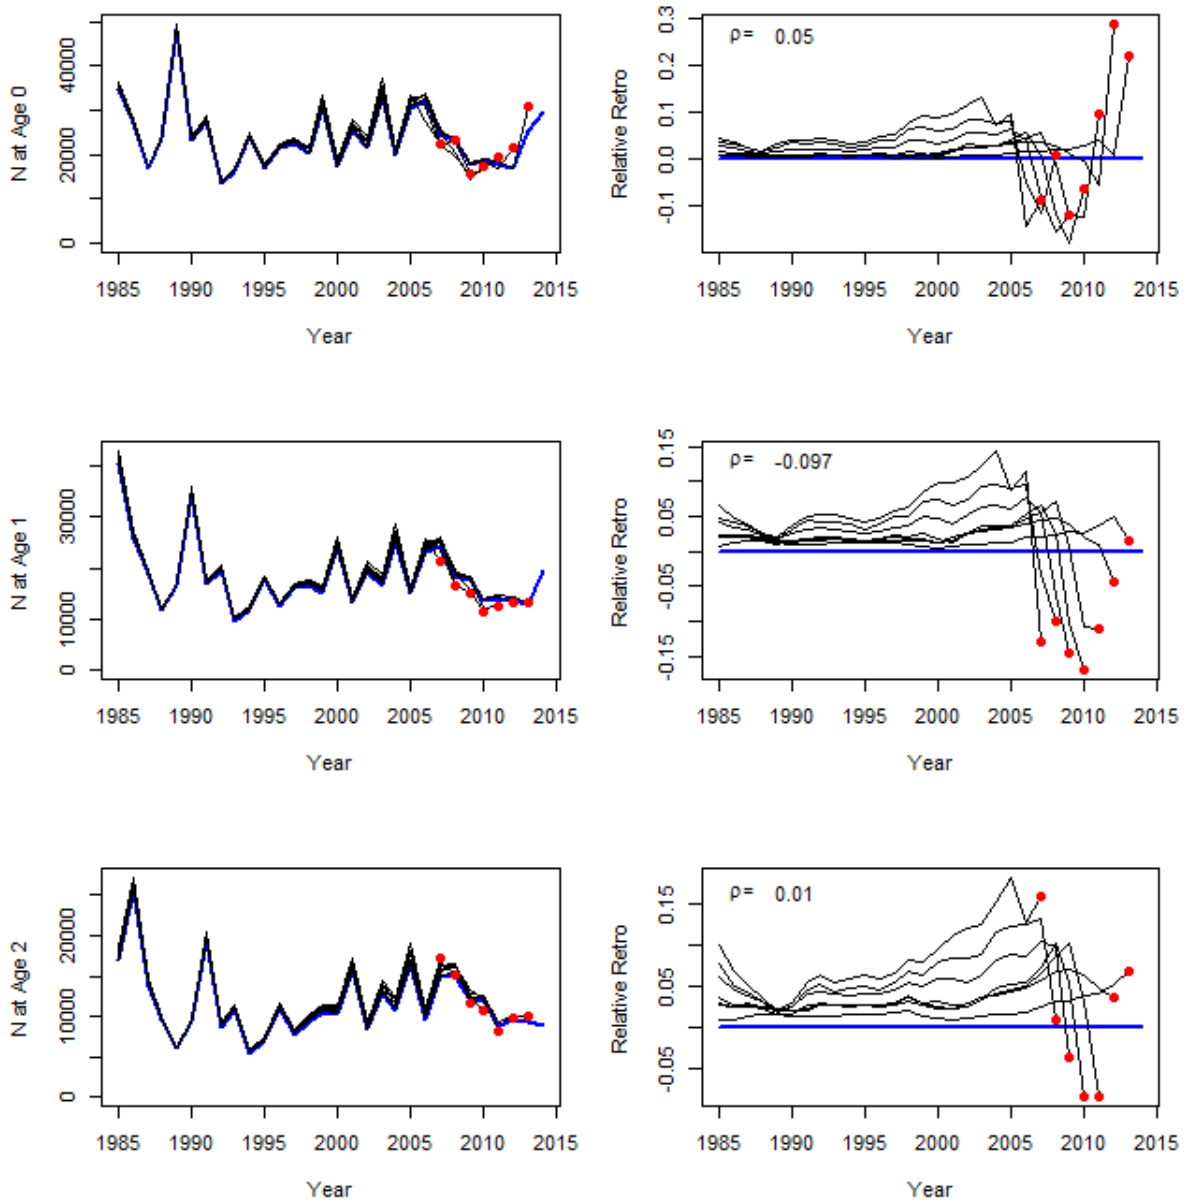 N at Age 0
40000
20000
0
1985 1990 1995 2000 2005 2010 2015
Year
Relative Retro
0.3
0.2
0.1
0.0
-0.1
ρ = 0.05
1985 1990 1995 2000 2005 2010 2015
Year
N at Age 1
30000
10000
0
1985 1990 1995 2000 2005 2010 2015
Year
Relative Retro
0.15
0.05
-0.05
-0.15
ρ = -0.097
1985 1990 1995 2000 2005 2010 2015
Year
N at Age 2
20000
10000
0
1985 1990 1995 2000 2005 2010 2015
Year
Relative Retro
0.15
0.05
-0.05
ρ = 0.01
1985 1990 1995 2000 2005 2010 2015
Year